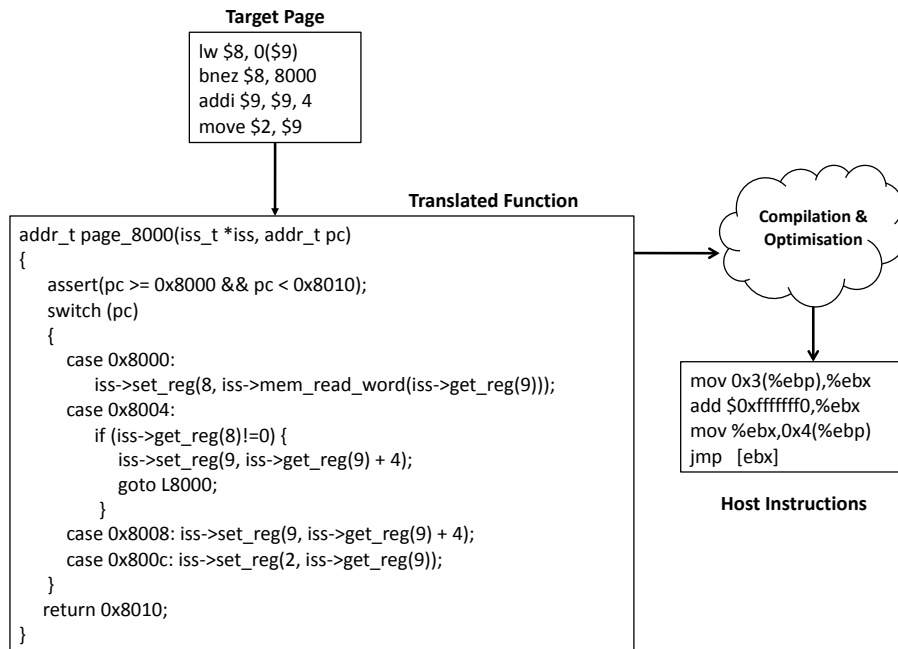 Target Page
lw $8, 0($9)
bnez $8, 8000
addi $9, $9, 4
move $2, $9
Translated Function
addr_t page_8000(iss_t *iss, addr_t pc)
{
assert(pc >= 0x8000 && pc < 0x8010);
switch (pc)
{
case 0x8000:
iss->set_reg(8, iss->mem_read_word(iss->get_reg(9)));
case 0x8004:
if (iss->get_reg(8)!=0) {
iss->set_reg(9, iss->get_reg(9) + 4);
goto L8000;
}
case 0x8008: iss->set_reg(9, iss->get_reg(9) + 4);
case 0x800c: iss->set_reg(2, iss->get_reg(9));
}
return 0x8010;
}
Compilation &
Optimisation
mov 0x3(%ebp),%ebx
add $0xfffffff0,%ebx
mov %ebx,0x4(%ebp)
jmp [ebx]
Host Instructions